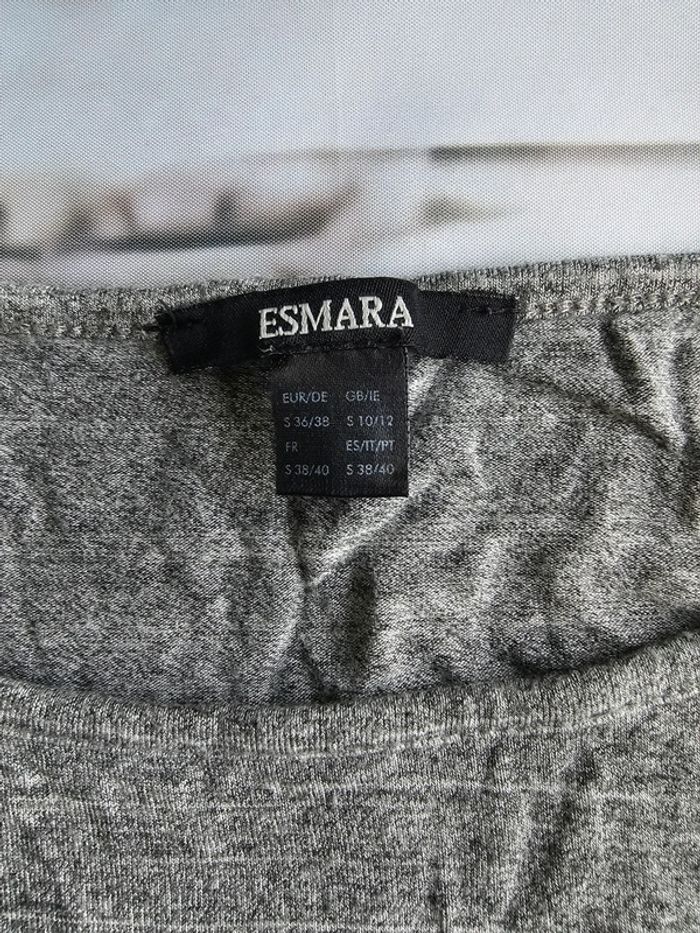 ESMARA
EUR/DE GB/IE
S 36/38 S 10/12
FR ES/IT/PT
S 38/40 S 38/40